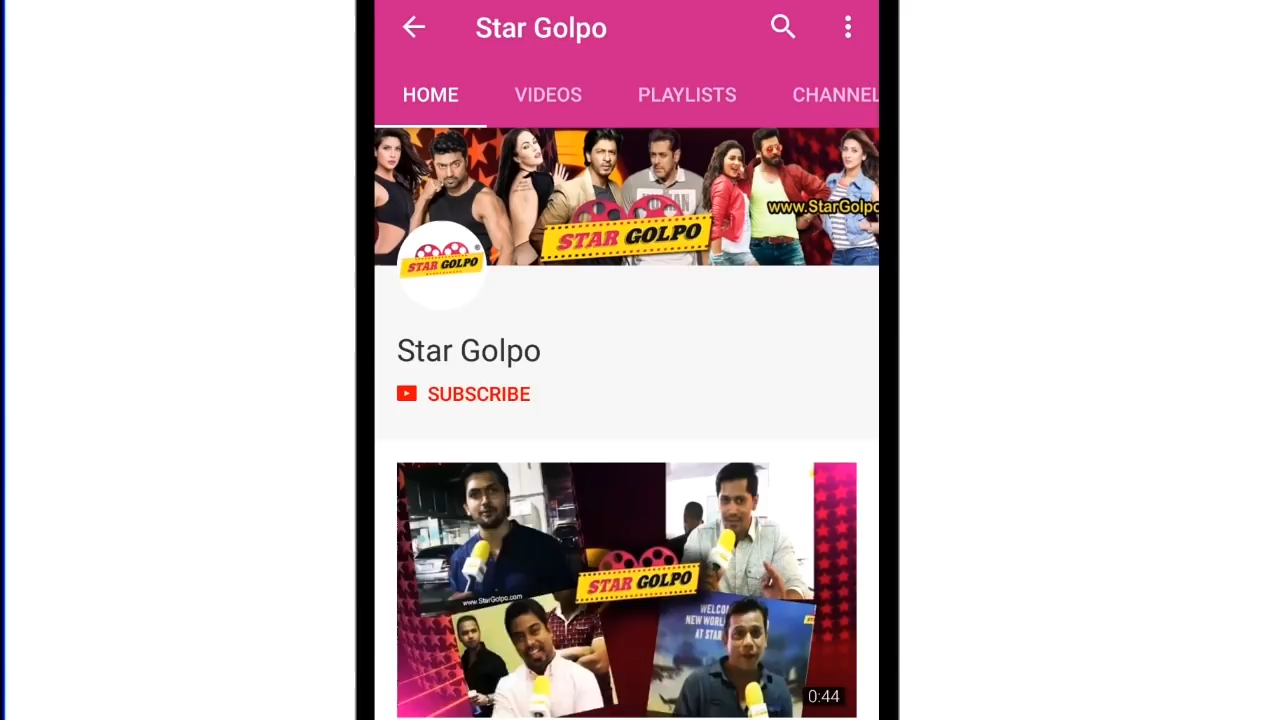 Star Golpo
HOME VIDEOS PLAYLISTS CHANNEL
www.StarGolpo
STAR GOLPO
STAR GOLPO
Star Golpo
SUBSCRIBE
STAR GOLPO
www.StarGolpo.com
WELCO
NEW WORL
AT STAR
0:44